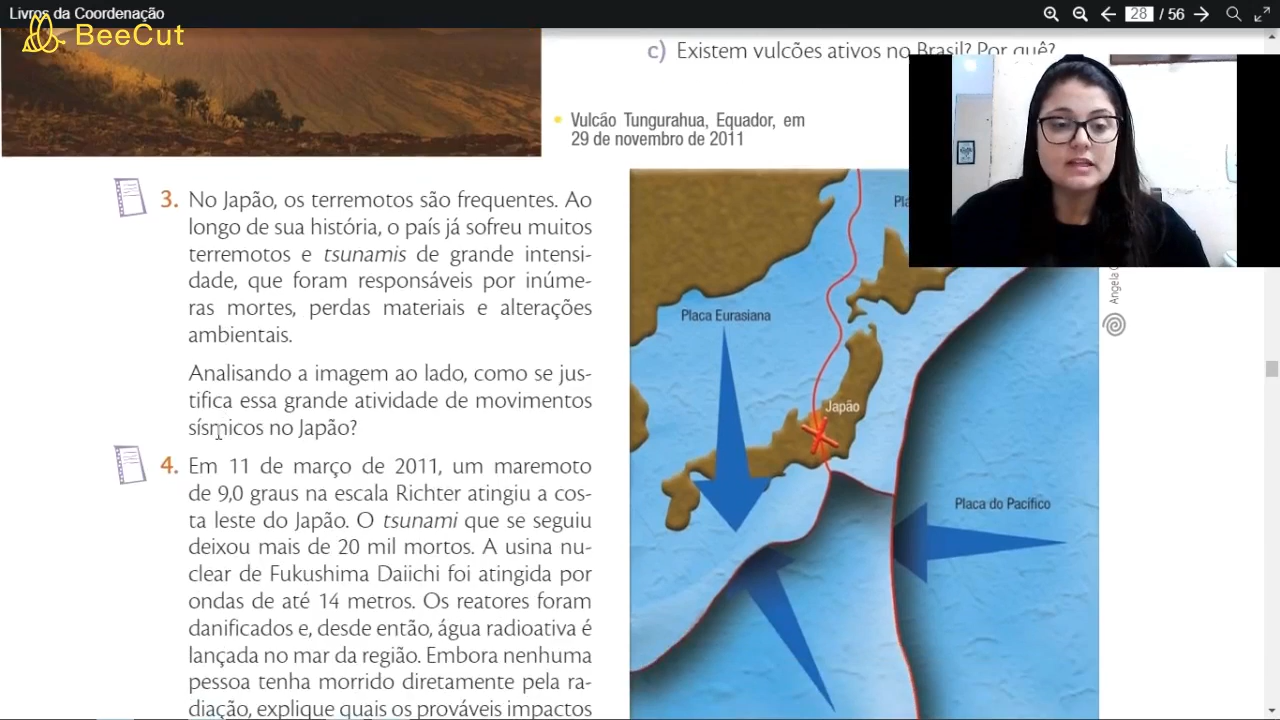 Livros da Coordenação
28 / 56
BeeCut
c) Existem vulcões ativos no Brasil? Por quê?
Vulcão Tungurahua, Equador, em
29 de novembro de 2011
3. No Japão, os terremotos são frequentes. Ao
longo de sua história, o país já sofreu muitos
terremotos e tsunamis de grande intensi-
dade, que foram responsáveis por inúme-
ras mortes, perdas materiais e alterações
ambientais.
Analisando a imagem ao lado, como se jus-
tifica essa grande atividade de movimentos
sísmicos no Japão?
4. Em 11 de março de 2011, um maremoto
de 9,0 graus na escala Richter atingiu a cos-
ta leste do Japão. O tsunami que se seguiu
deixou mais de 20 mil mortos. A usina nu-
clear de Fukushima Daiichi foi atingida por
ondas de até 14 metros. Os reatores foram
danificados e, desde então, água radioativa é
lançada no mar da região. Embora nenhuma
pessoa tenha morrido diretamente pela ra-
diação, explique quais os prováveis impactos
Placa Eurasiana
Japão
Placa do Pacífico
Angela